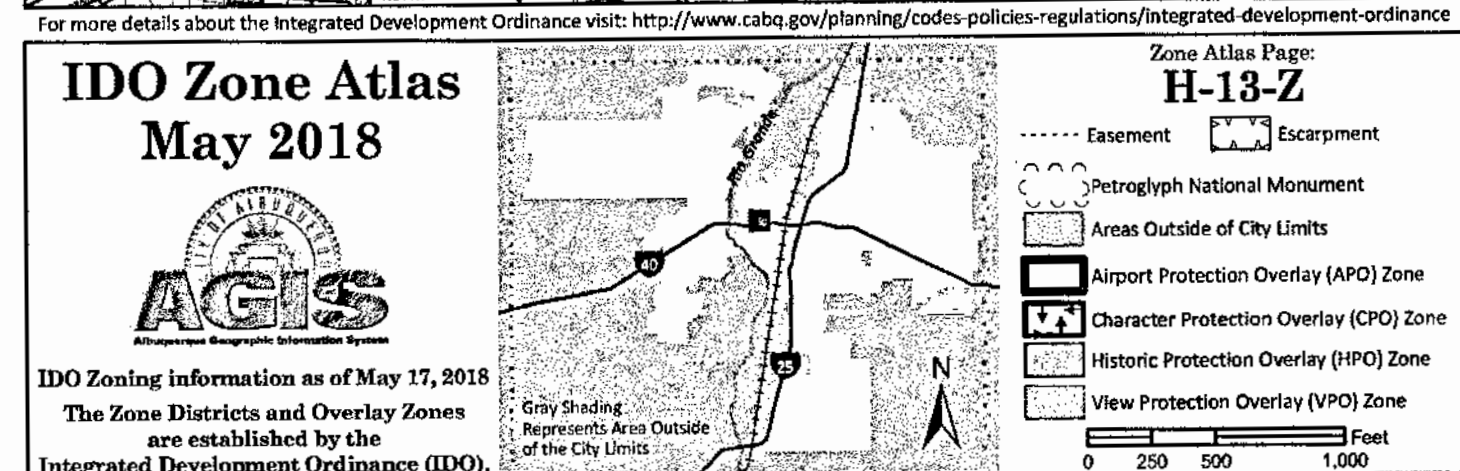 For more details about the Integrated Development Ordinance visit: http://www.cabq.gov/planning/codes-policies-regulations/integrated-development-ordinance
IDO Zone Atlas
May 2018
CITY OF ALBUQUERQUE
AGIS
Albuquerque Geographic Information System
IDO Zoning information as of May 17, 2018
The Zone Districts and Overlay Zones
are established by the
Integrated Development Ordinance (IDO).
Rio Grande
40
25
Gray Shading
Represents Area Outside
of the City Limits
N
Zone Atlas Page:
H-13-Z
Easement
Escarpment
Petroglyph National Monument
Areas Outside of City Limits
Airport Protection Overlay (APO) Zone
Character Protection Overlay (CPO) Zone
Historic Protection Overlay (HPO) Zone
View Protection Overlay (VPO) Zone
Feet
0 250 500 1,000